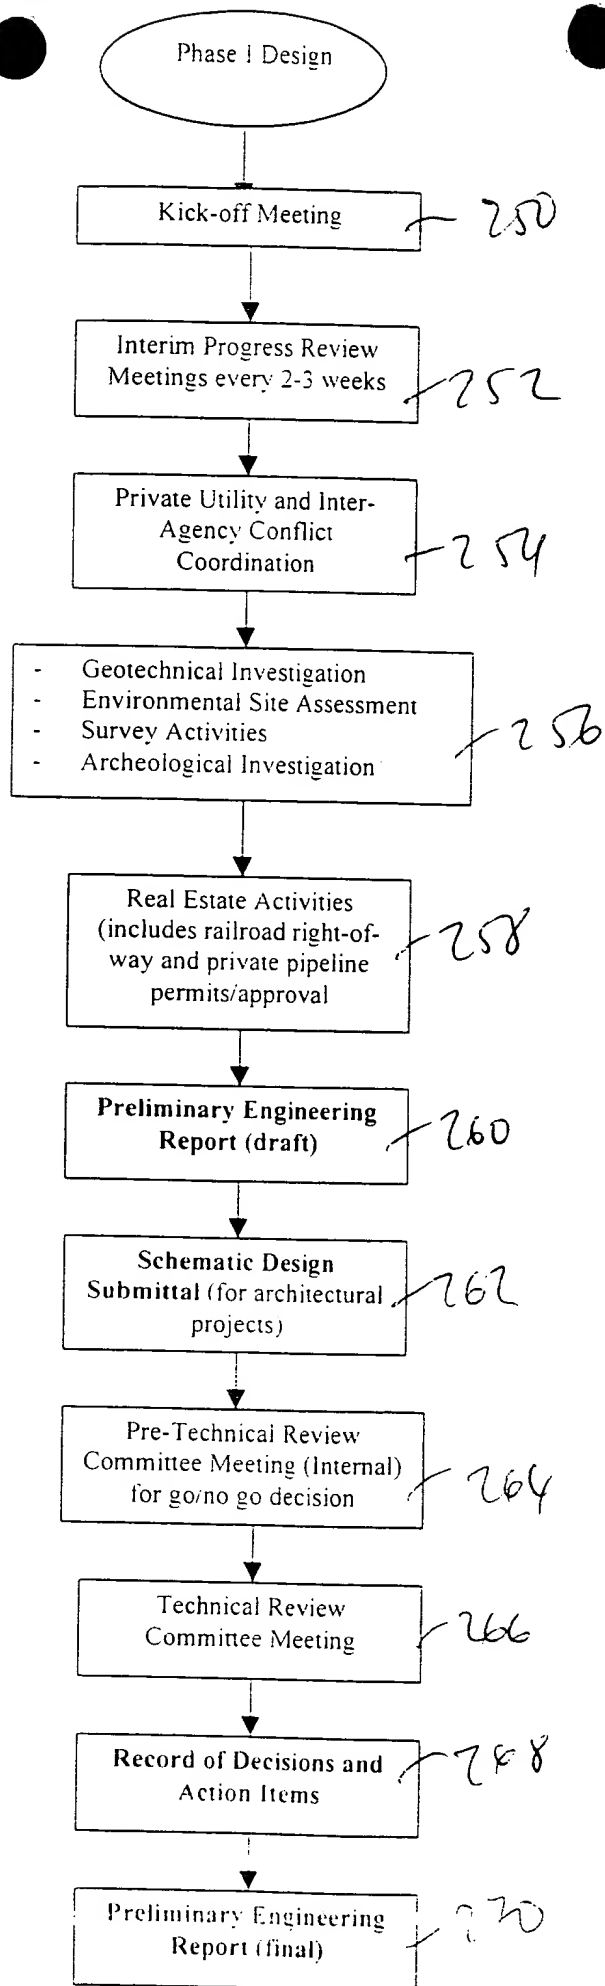 Phase I Design
Kick-off Meeting
250
Interim Progress Review
Meetings every 2-3 weeks
252
Private Utility and Inter-
Agency Conflict
Coordination
254
- Geotechnical Investigation
- Environmental Site Assessment
- Survey Activities
- Archeological Investigation
256
Real Estate Activities
(includes railroad right-of-
way and private pipeline
permits/approval
258
Preliminary Engineering
Report (draft)
260
Schematic Design
Submittal (for architectural
projects)
262
Pre-Technical Review
Committee Meeting (Internal)
for go/no go decision
264
Technical Review
Committee Meeting
266
Record of Decisions and
Action Items
268
Preliminary Engineering
Report (final)
270